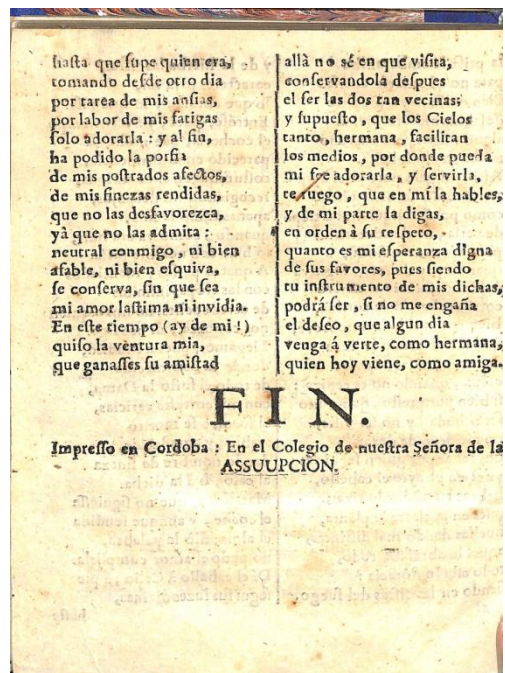 haſta que ſupe quien era,
tomando deſde otro dia
por tarea de mis anſias,
por labor de mis fatigas
ſolo adorarla : y al fin,
ha podido la porfia
de mis poſtrados afectos,
de mis finezas rendidas,
que no las desfavorezca,
yà que no las admita :
neutral conmigo , ni bien
afable, ni bien eſquiva,
ſe conſerva, ſin que ſea
mi amor laſtima ni invidia.
En eſte tiempo (ay de mi !)
quiſo la ventura mia,
que ganaſſes ſu amiſtad
allà no sé en que viſita,
conſervandola deſpues
el ſer las dos tan vecinas;
y ſupueſto , que los Cielos
tanto , hermana , facilitan
los medios , por donde pueda
mi fee adorarla , y ſervirla,
te ruego , que en mí la hables,
y de mi parte la digas,
en orden à ſu reſpeto,
quanto es mi eſperanza digna
de ſus favores, pues ſiendo
tu inſtrumento de mis dichas,
podrá ſer , ſi no me engaña
el deſeo , que algun dia
venga á verte, como hermana,
quien hoy viene, como amiga.
FIN.
Impreſſo en Cordoba : En el Colegio de nueſtra Señora de la
ASSUUPCION.